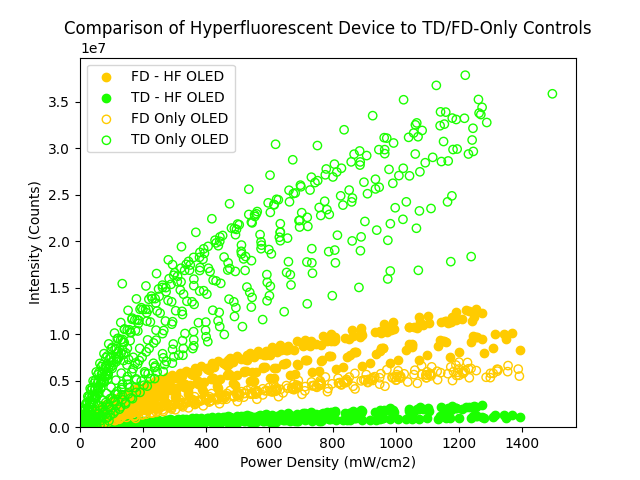 Comparison of Hyperfluorescent Device to TD/FD-Only Controls
1e7
FD - HF OLED
TD - HF OLED
FD Only OLED
TD Only OLED
3.5
3.0
2.5
2.0
1.5
1.0
0.5
0.0
Intensity (Counts)
0 200 400 600 800 1000 1200 1400
Power Density (mW/cm2)